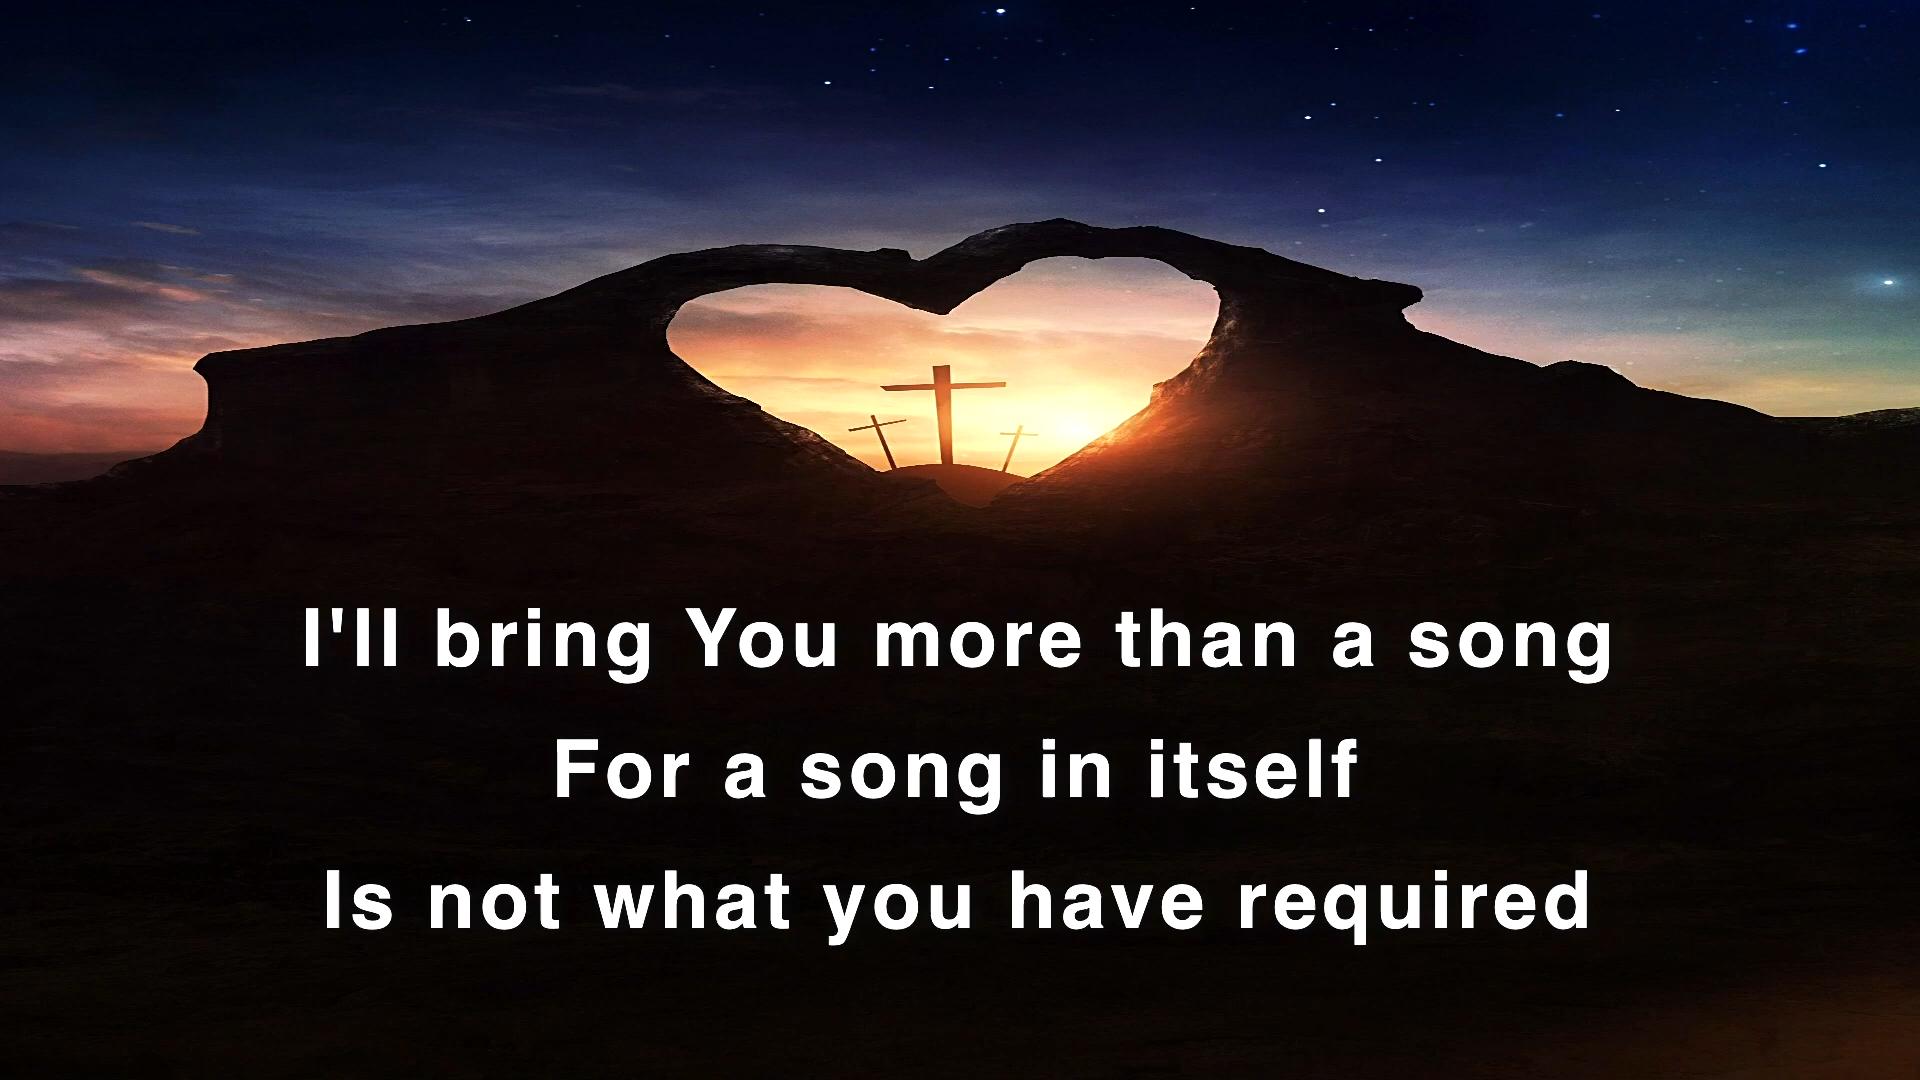 I'll bring You more than a song
For a song in itself
Is not what you have required